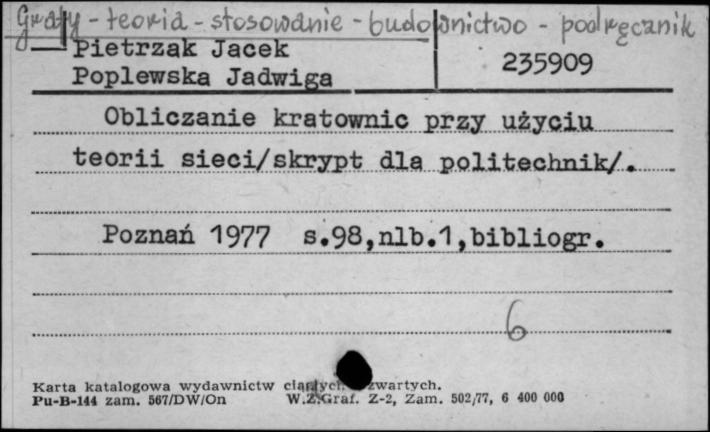 Grafy - teoria - stosowanie - budownictwo - podręcznik
Pietrzak Jacek
Poplewska Jadwiga
235909
Obliczanie kratownic przy użyciu
teorii sieci/skrypt dla politechnik/.
Poznań 1977 s.98,nlb.1,bibliogr.
6
Karta katalogowa wydawnictw zwartych.
Pu-B-144 zam. 567/DW/On W.Z.Graf. Z-2, Zam. 502/77, 6 400 000